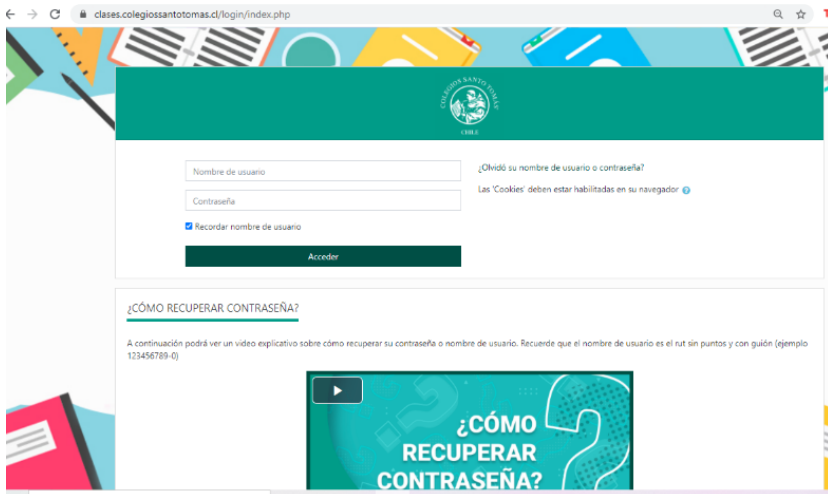 clases.colegiossantotomas.cl/login/index.php
COLEGIOS SANTO TOMÁS
CHILE
Nombre de usuario
¿Olvidó su nombre de usuario o contraseña?
Contraseña
Las 'Cookies' deben estar habilitadas en su navegador
Recordar nombre de usuario
Acceder
¿CÓMO RECUPERAR CONTRASEÑA?
A continuación podrá ver un video explicativo sobre cómo recuperar su contraseña o nombre de usuario. Recuerde que el nombre de usuario es el rut sin puntos y con guión (ejemplo
123456789-0)
¿CÓMO
RECUPERAR
CONTRASEÑA?